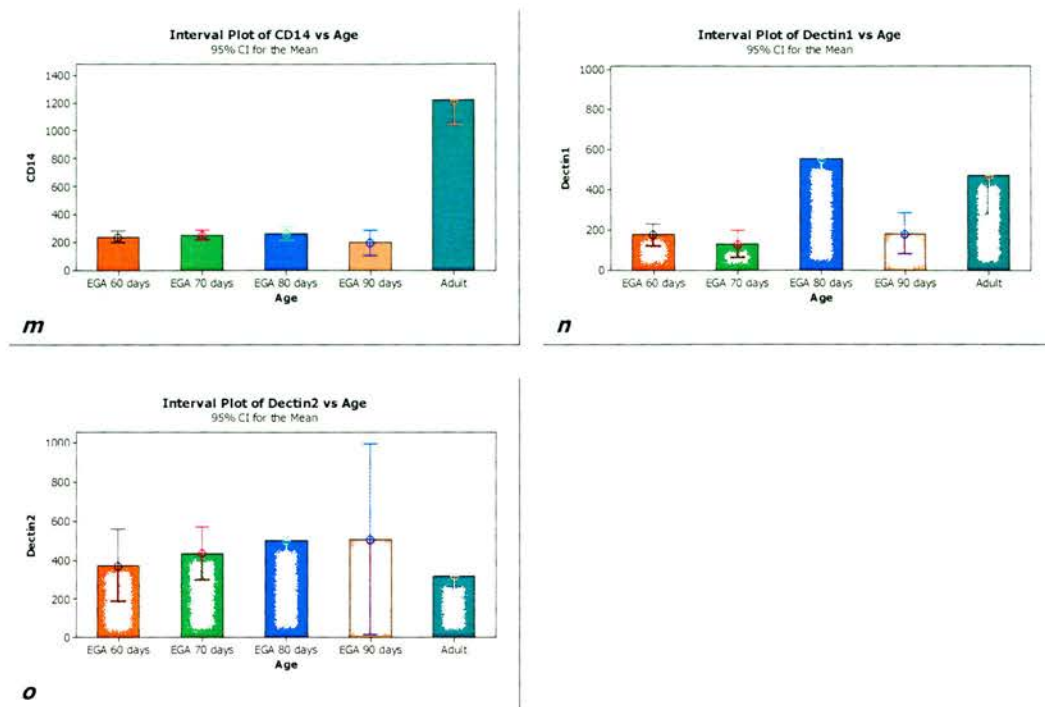 Interval Plot of CD14 vs Age
95% CI for the Mean
1400
1200
1000
800
600
400
200
0
CD14
EGA 60 days EGA 70 days EGA 80 days EGA 90 days Adult
Age
m
Interval Plot of Dectin1 vs Age
95% CI for the Mean
1000
800
600
400
200
0
Dectin1
EGA 60 days EGA 70 days EGA 80 days EGA 90 days Adult
Age
n
Interval Plot of Dectin2 vs Age
95% CI for the Mean
1000
800
600
400
200
0
Dectin2
EGA 60 days EGA 70 days EGA 80 days EGA 90 days Adult
Age
o